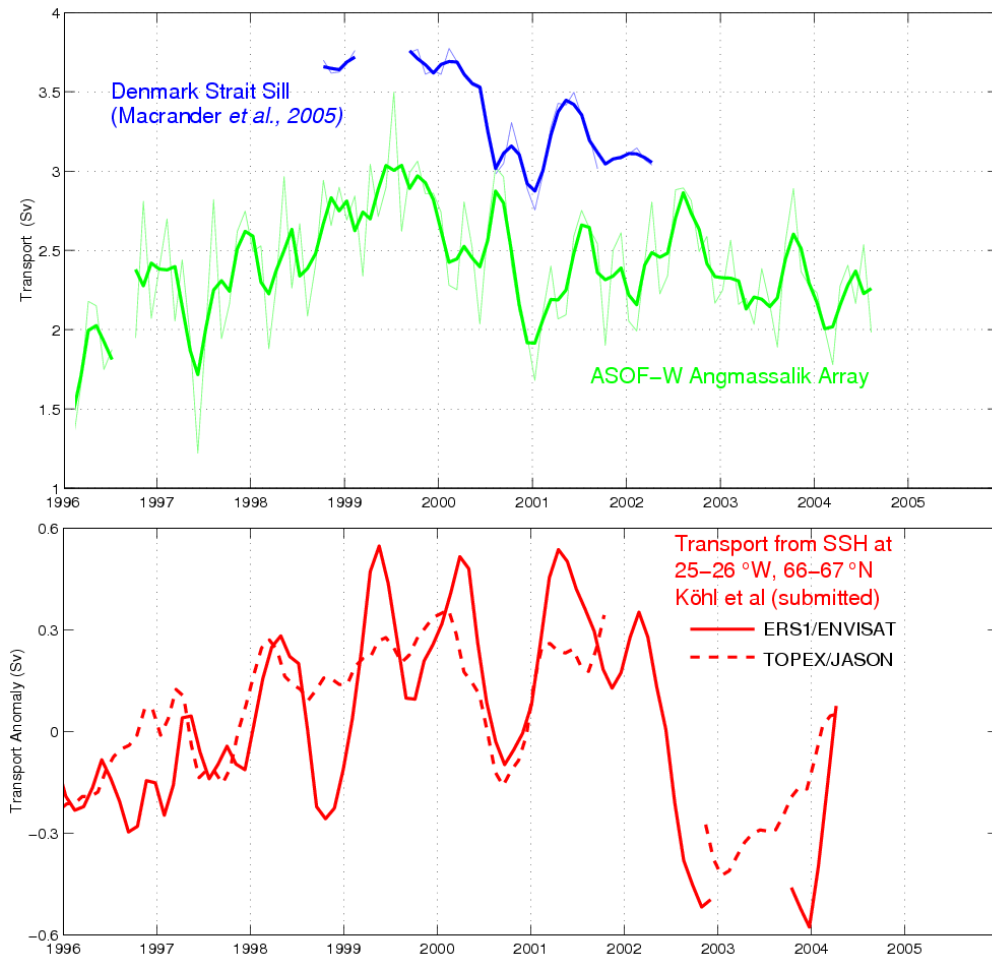 4
3.5
3
2.5
2
1.5
1
Transport (Sv)
Denmark Strait Sill
(Macrander et al., 2005)
ASOF−W Angmassalik Array
1996 1997 1998 1999 2000 2001 2002 2003 2004 2005
0.6
0.3
0
−0.3
−0.6
Transport Anomaly (Sv)
Transport from SSH at
25−26 °W, 66−67 °N
Köhl et al (submitted)
ERS1/ENVISAT
TOPEX/JASON
1996 1997 1998 1999 2000 2001 2002 2003 2004 2005